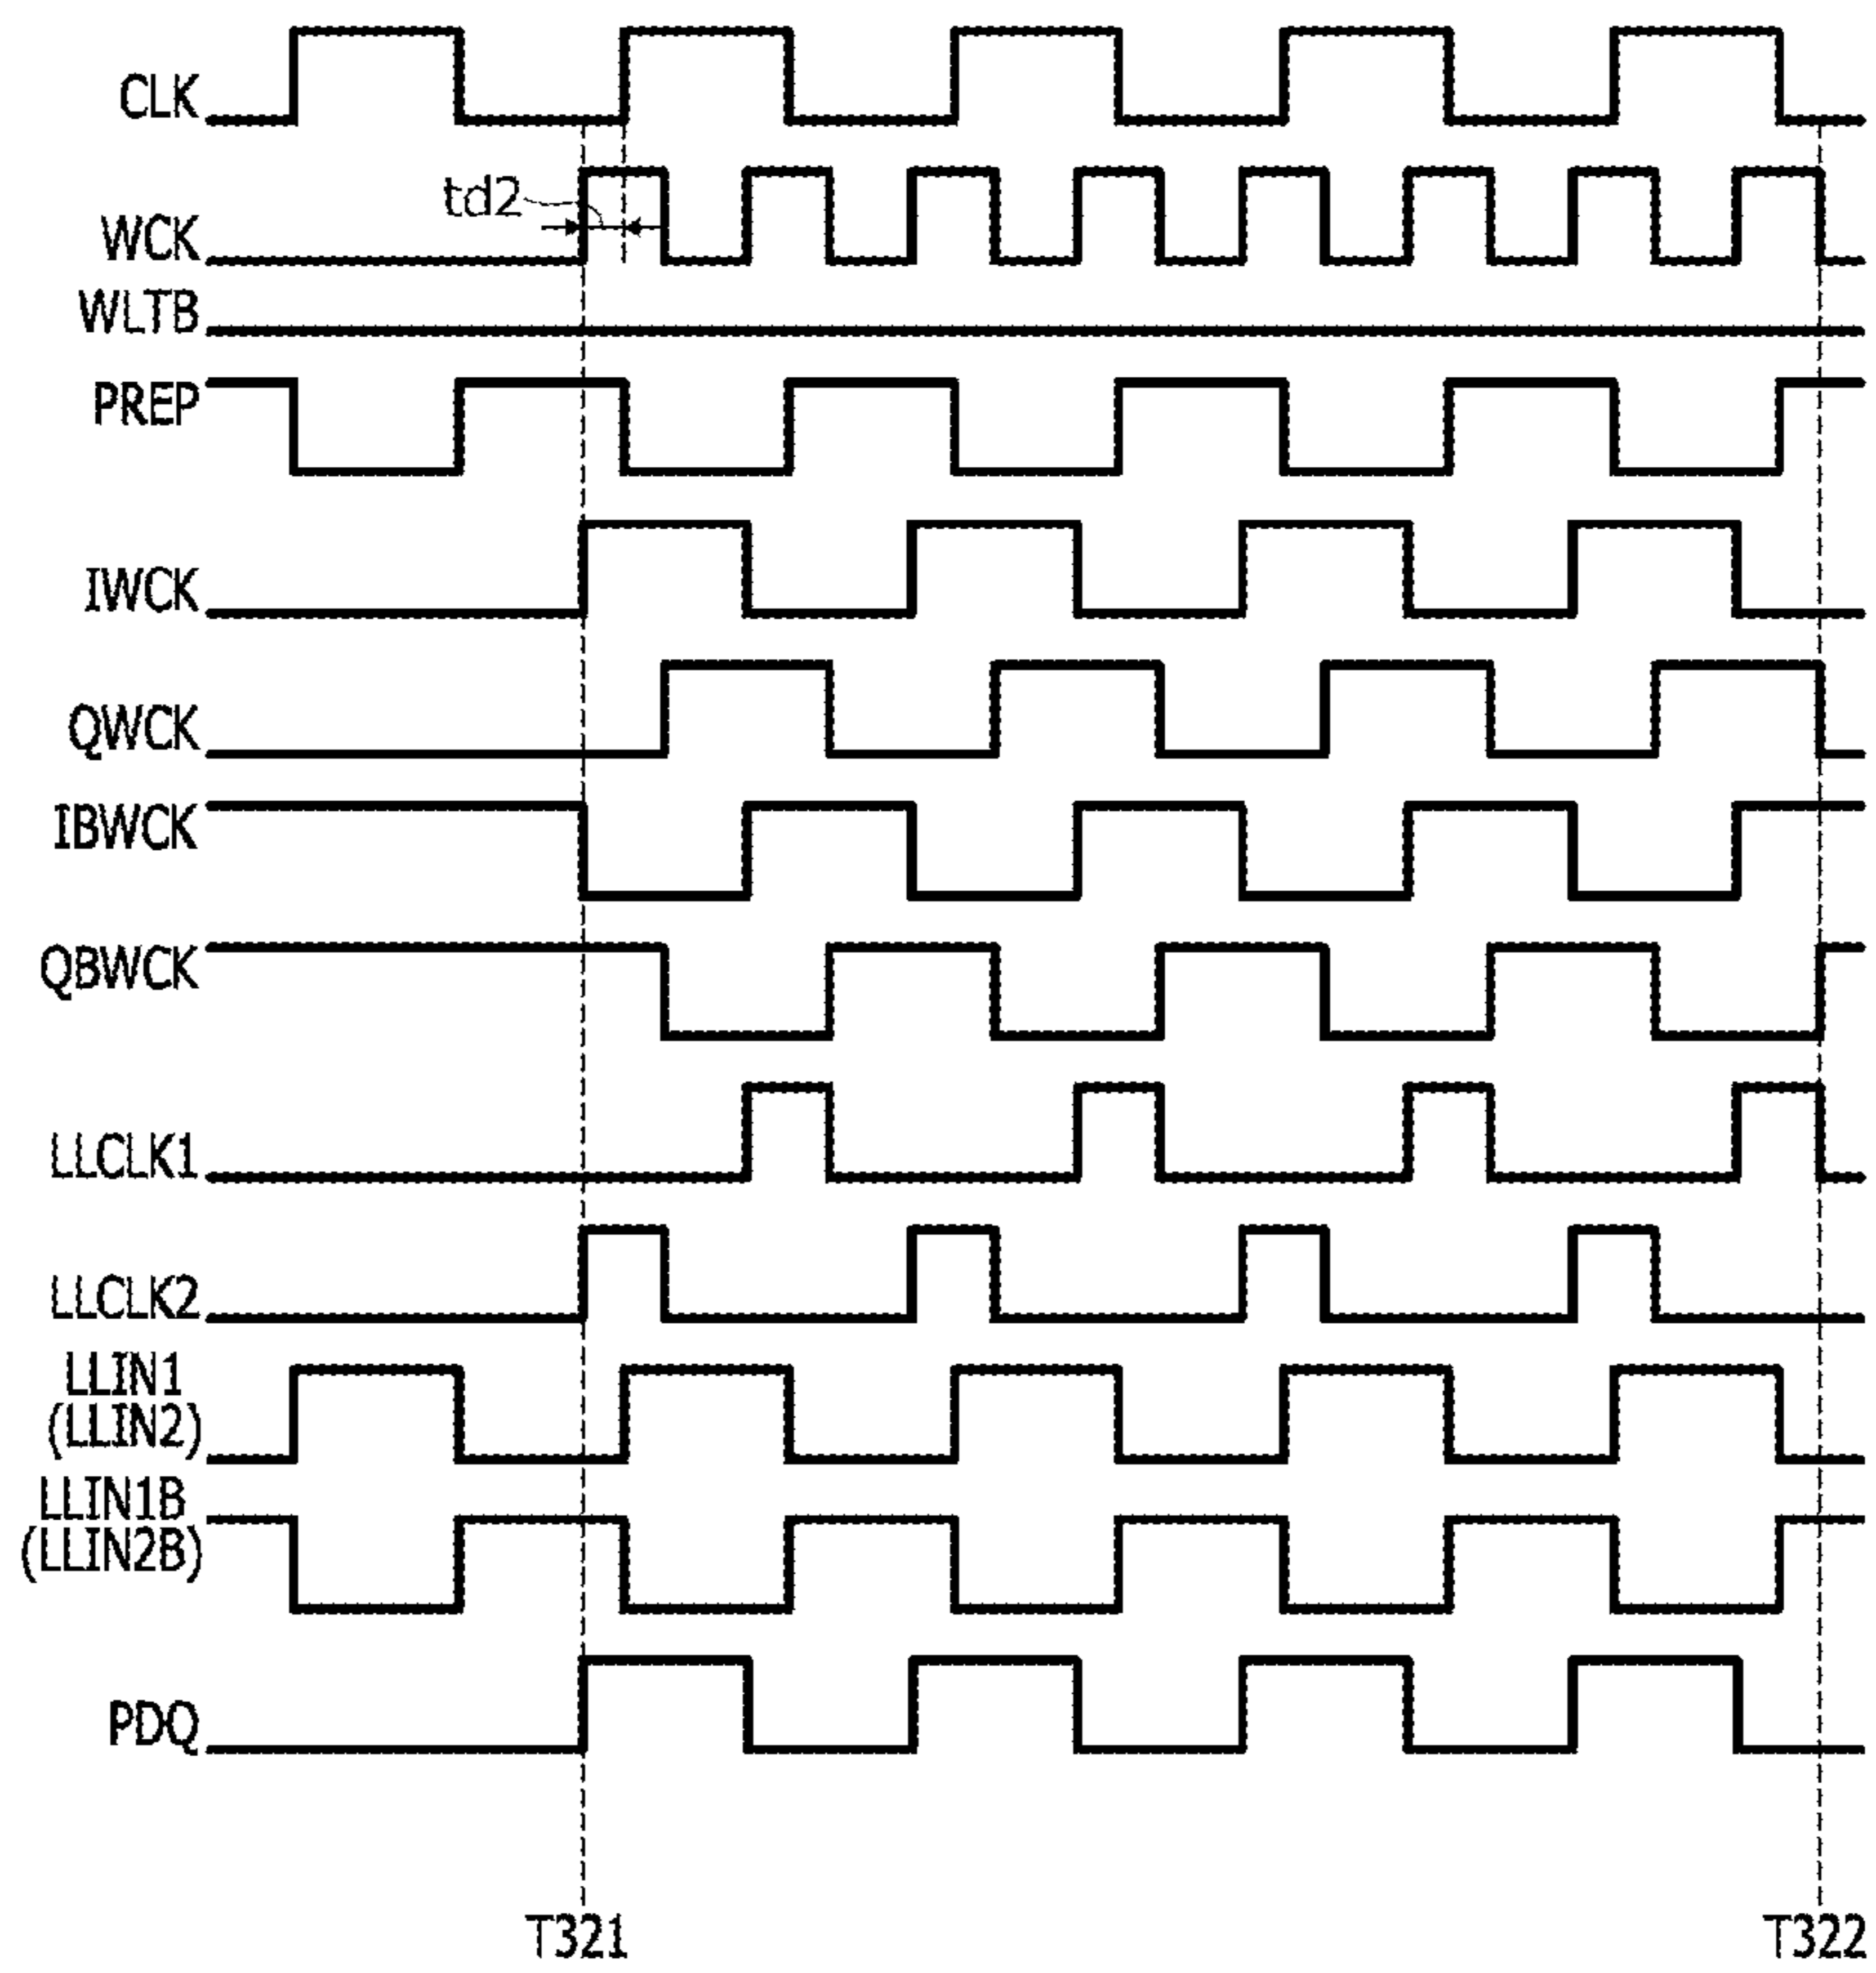 CLK
td2
WCK
WLTB
PREP
IWCK
QWCK
IBWCK
QBWCK
LLCLK1
LLCLK2
LLIN1
(LLIN2)
LLIN1B
(LLIN2B)
PDQ
T321
T322